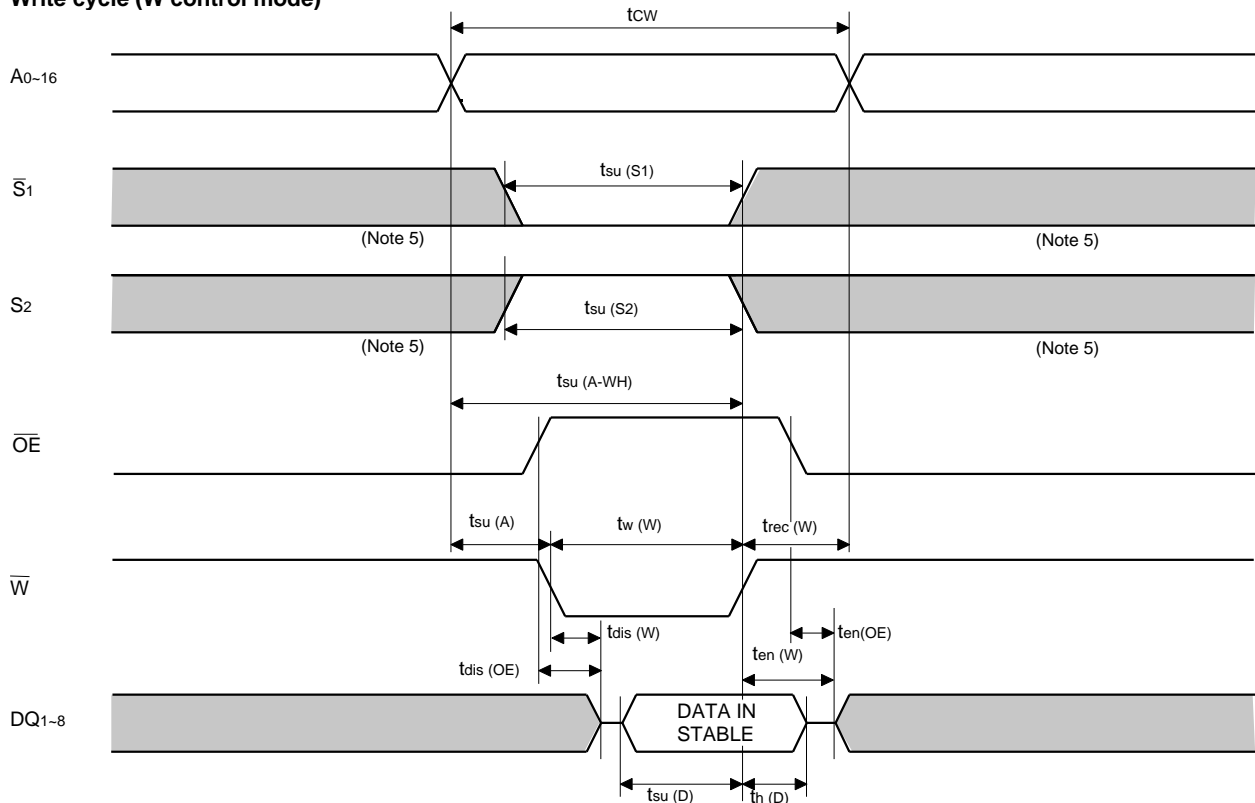 Write cycle (W control mode)
tCW
A0~16
S̅1
tsu (S1)
(Note 5)
(Note 5)
S2
tsu (S2)
(Note 5)
(Note 5)
tsu (A-WH)
O̅E̅
tsu (A)
tw (W)
trec (W)
W̅
tdis (W)
ten(OE)
tdis (OE)
ten (W)
DQ1~8
DATA IN
STABLE
tsu (D)
th (D)